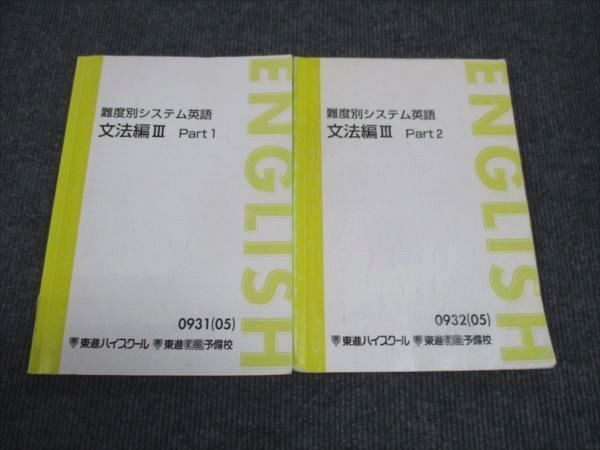 難度別システム英語
文法編Ⅲ Part 1
ENGLISH
0931(05)
東進ハイスクール 東進衛星予備校
難度別システム英語
文法編Ⅲ Part 2
ENGLISH
0932(05)
東進ハイスクール 東進衛星予備校